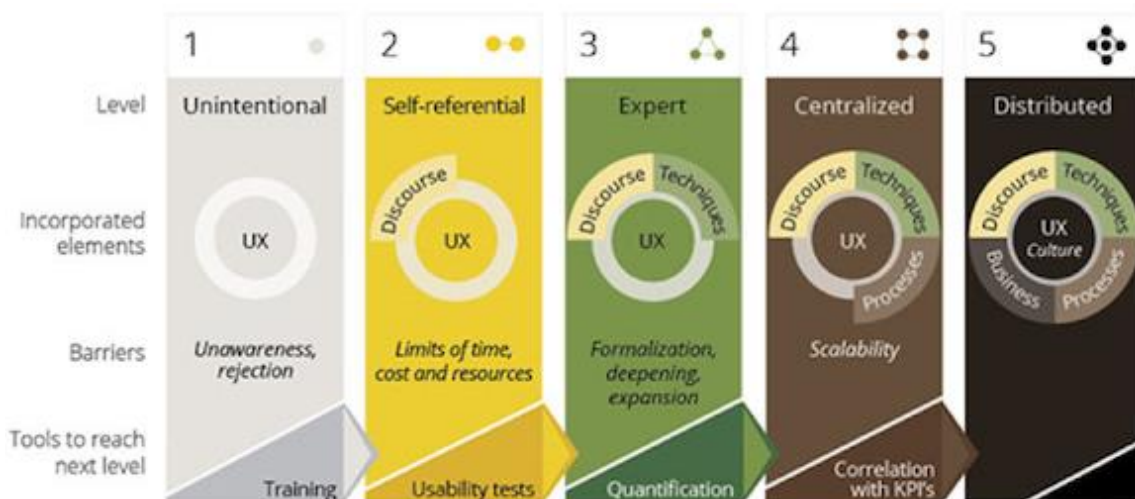 1 2 3 4 5
Level Unintentional Self-referential Expert Centralized Distributed
Incorporated elements
UX
Discourse UX
Discourse Techniques UX
Discourse Techniques Processes UX
Discourse Techniques Processes Business UX Culture
Barriers
Unawareness,
rejection
Limits of time,
cost and resources
Formalization,
deepening,
expansion
Scalability
Tools to reach
next level
Training
Usability tests
Quantification
Correlation
with KPI's